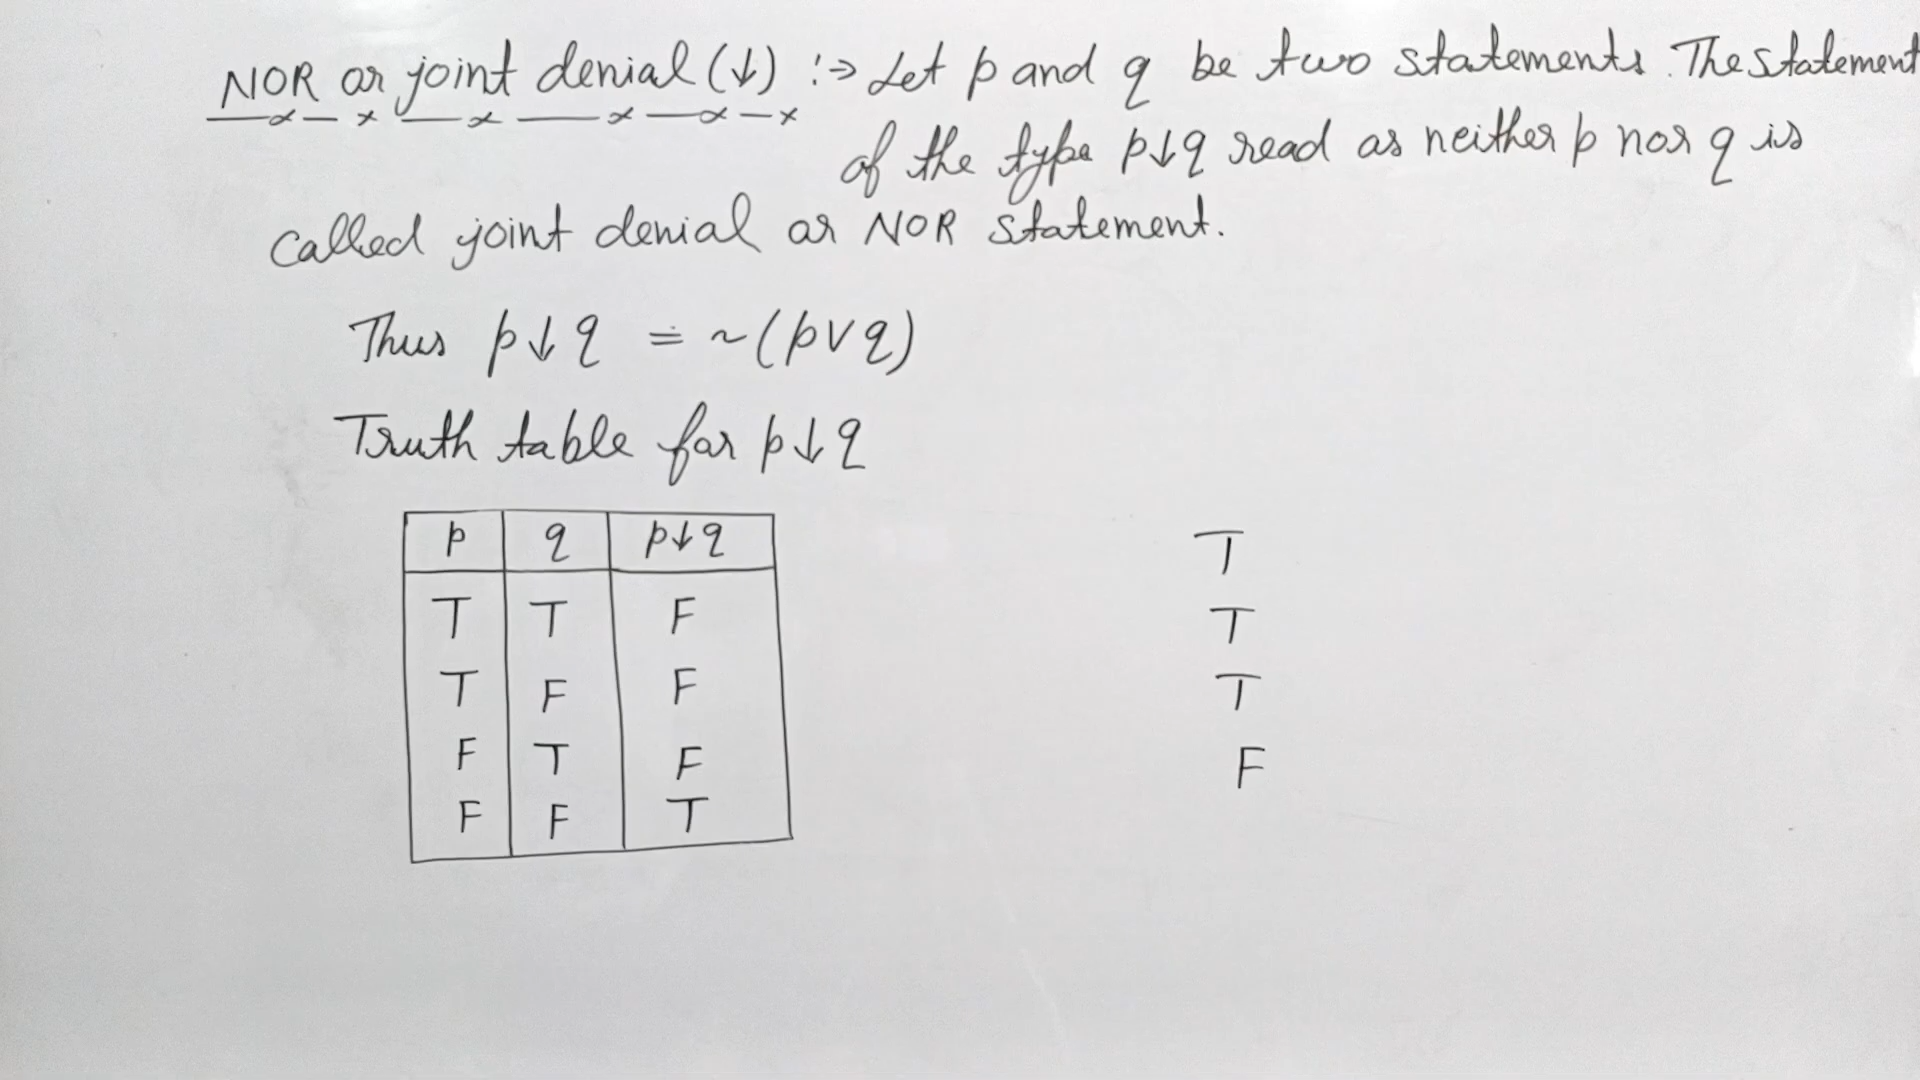 NOR or joint denial (↓) :→ Let p and q be two statements. The statement
of the type p↓q read as neither p nor q is
called joint denial or NOR statement.
Thus p↓q = ~(p∨q)
Truth table for p↓q
p q p↓q
T T F
T F F
F T F
F F T
T
T
T
F